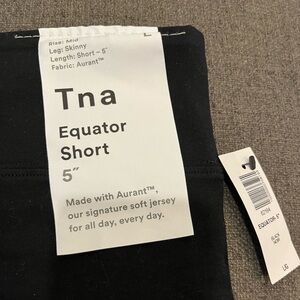 Rise: Mid
Leg: Skinny
Length: Short – 5"
Fabric: Aurant™
Tna
Equator
Short
5"
Made with Aurant™,
our signature soft jersey
for all day, every day.
EQUATOR-5"
BLACK